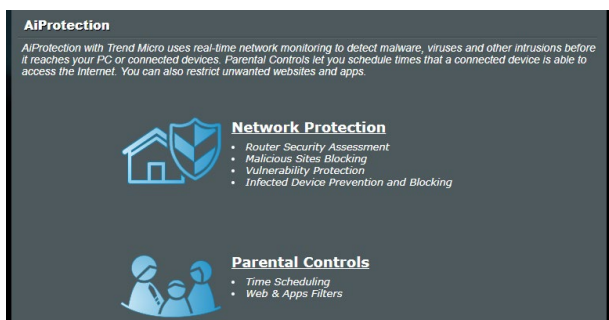 AiProtection
AiProtection with Trend Micro uses real-time network monitoring to detect malware, viruses and other intrusions before
it reaches your PC or connected devices. Parental Controls let you schedule times that a connected device is able to
access the Internet. You can also restrict unwanted websites and apps.
Network Protection
• Router Security Assessment
• Malicious Sites Blocking
• Vulnerability Protection
• Infected Device Prevention and Blocking
Parental Controls
• Time Scheduling
• Web & Apps Filters